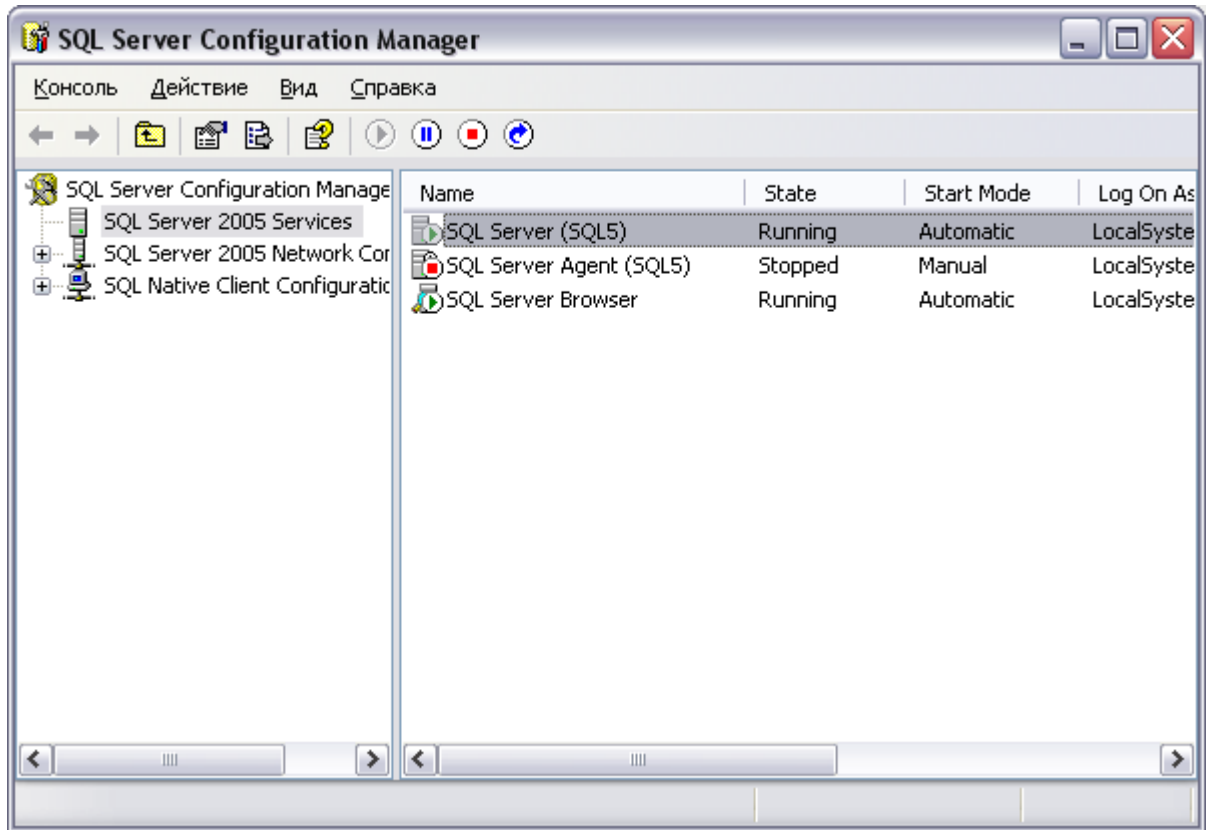 SQL Server Configuration Manager
Консоль Действие Вид Справка
SQL Server Configuration Manage
SQL Server 2005 Services
SQL Server 2005 Network Cor
SQL Native Client Configuratic
Name State Start Mode Log On As
SQL Server (SQL5) Running Automatic LocalSyste
SQL Server Agent (SQL5) Stopped Manual LocalSyste
SQL Server Browser Running Automatic LocalSyste